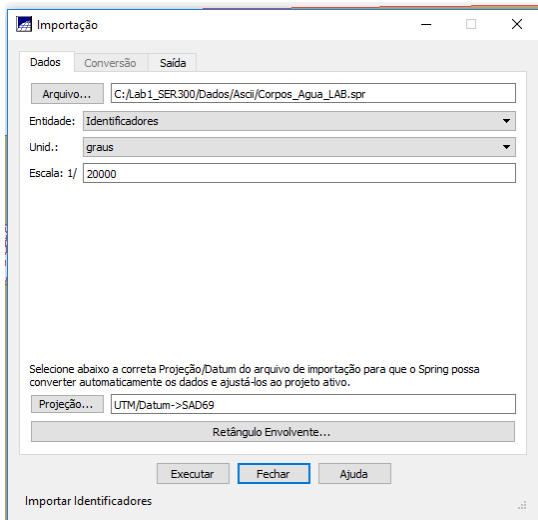 Importação
Dados Conversão Saída
Arquivo... C:/Lab1_SER300/Dados/Ascii/Corpos_Agua_LAB.spr
Entidade: Identificadores
Unid.: graus
Escala: 1/ 20000
Selecione abaixo a correta Projeção/Datum do arquivo de importação para que o Spring possa
converter automaticamente os dados e ajustá-los ao projeto ativo.
Projeção... UTM/Datum->SAD69
Retângulo Envolvente...
Executar Fechar Ajuda
Importar Identificadores